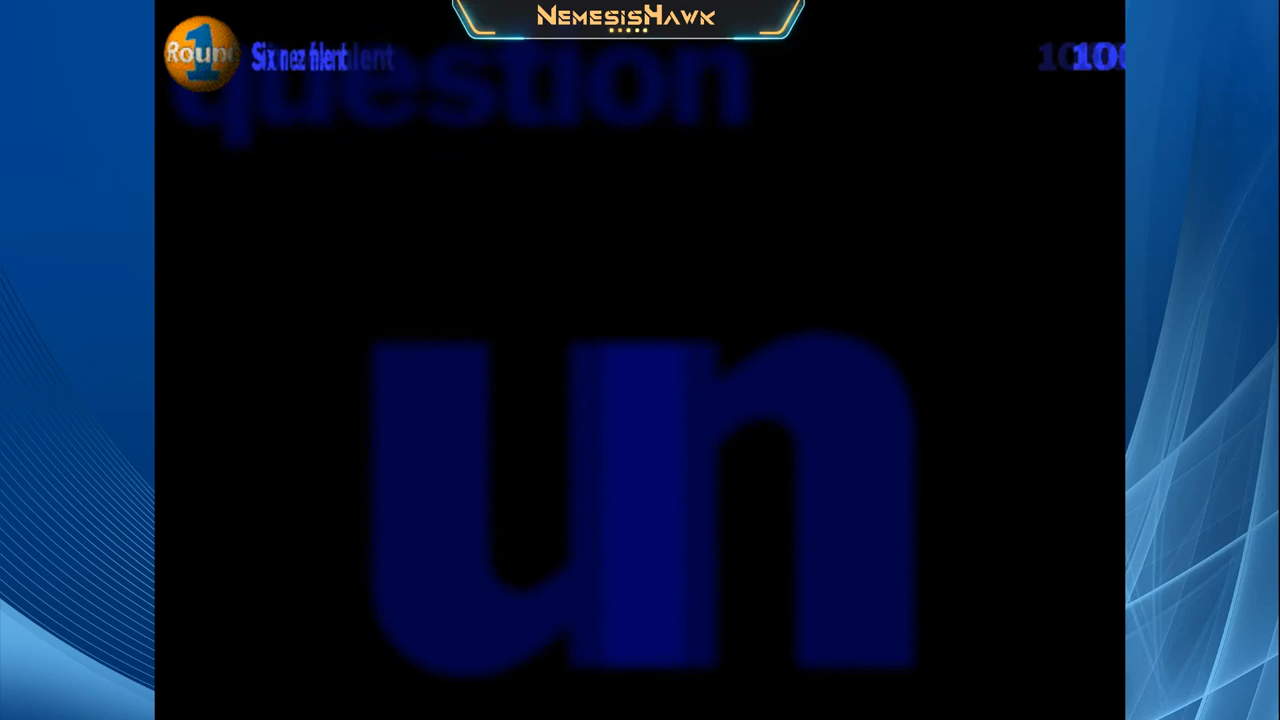 NemesisHawk
Round 1
Six nez filent
question
un